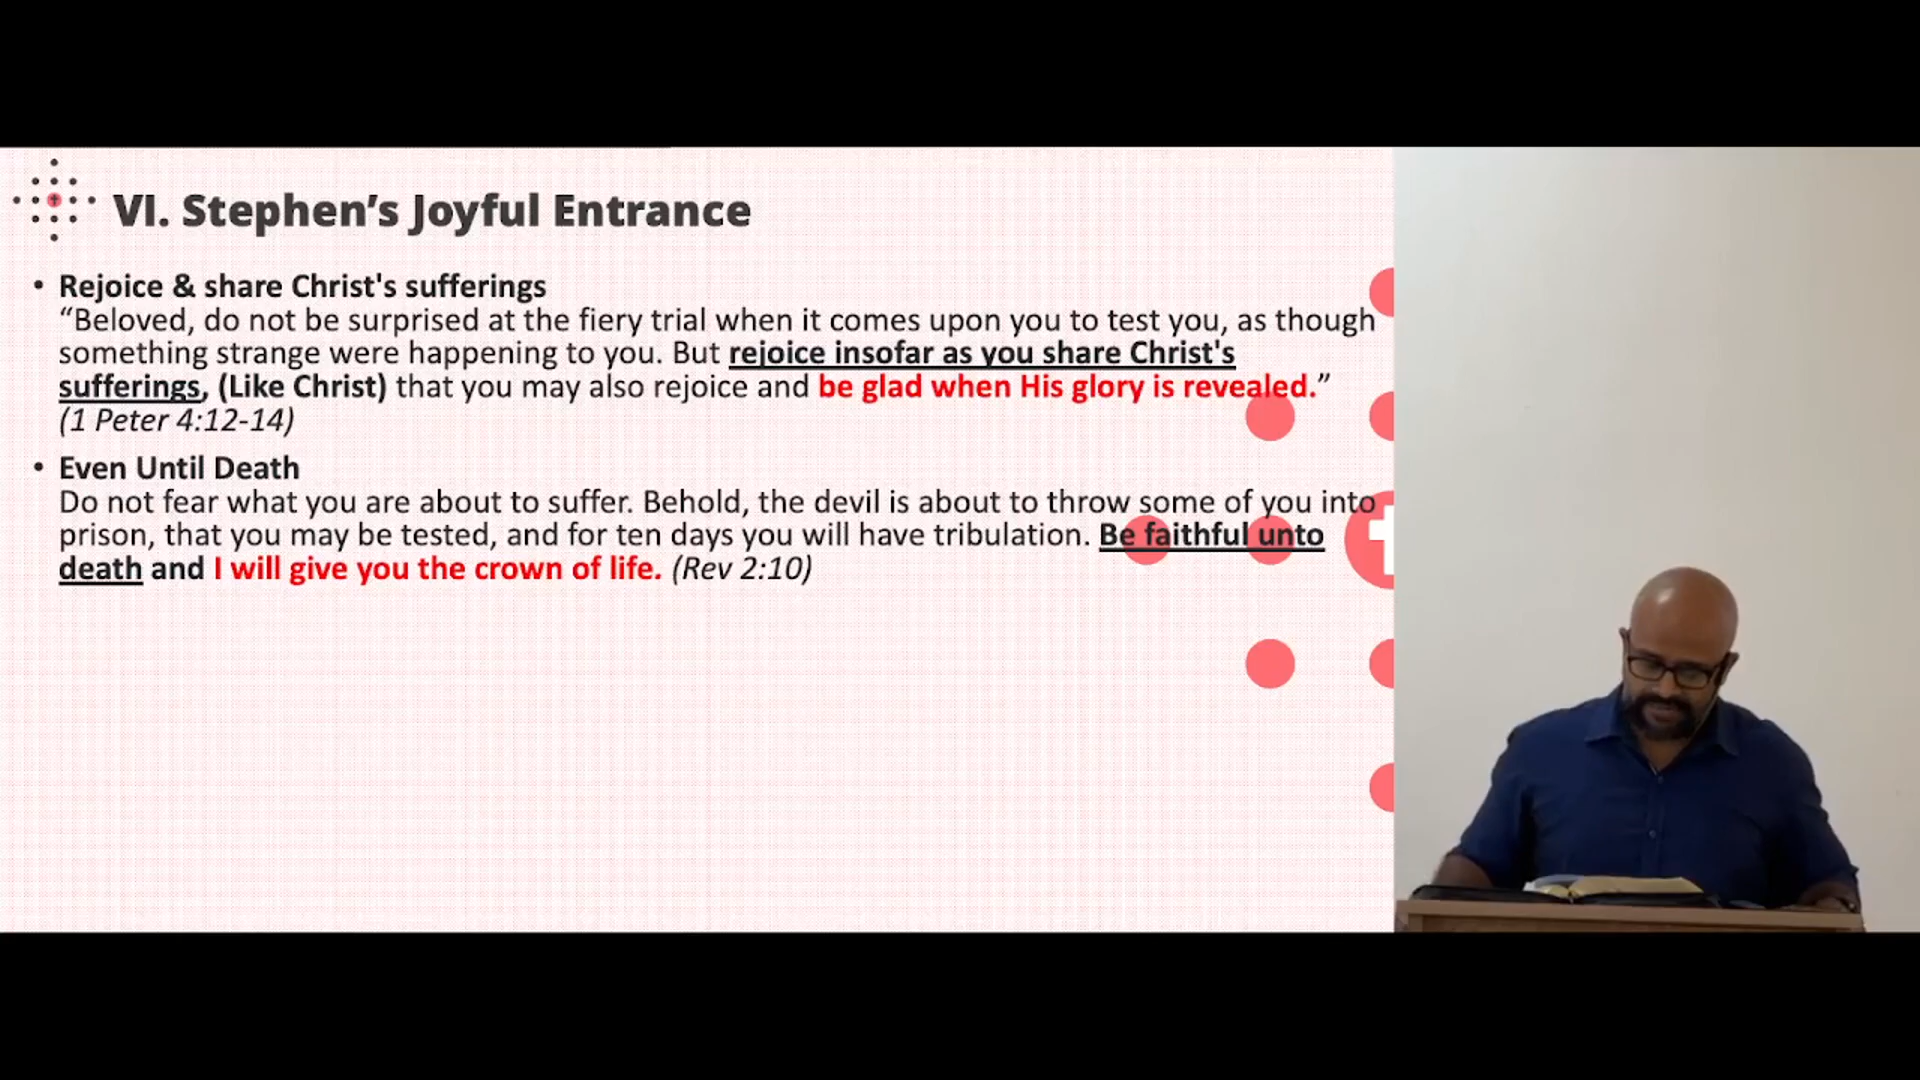 VI. Stephen’s Joyful Entrance
• Rejoice & share Christ's sufferings
“Beloved, do not be surprised at the fiery trial when it comes upon you to test you, as though
something strange were happening to you. But rejoice insofar as you share Christ's
sufferings, (Like Christ) that you may also rejoice and be glad when His glory is revealed.”
(1 Peter 4:12-14)
• Even Until Death
Do not fear what you are about to suffer. Behold, the devil is about to throw some of you into
prison, that you may be tested, and for ten days you will have tribulation. Be faithful unto
death and I will give you the crown of life. (Rev 2:10)